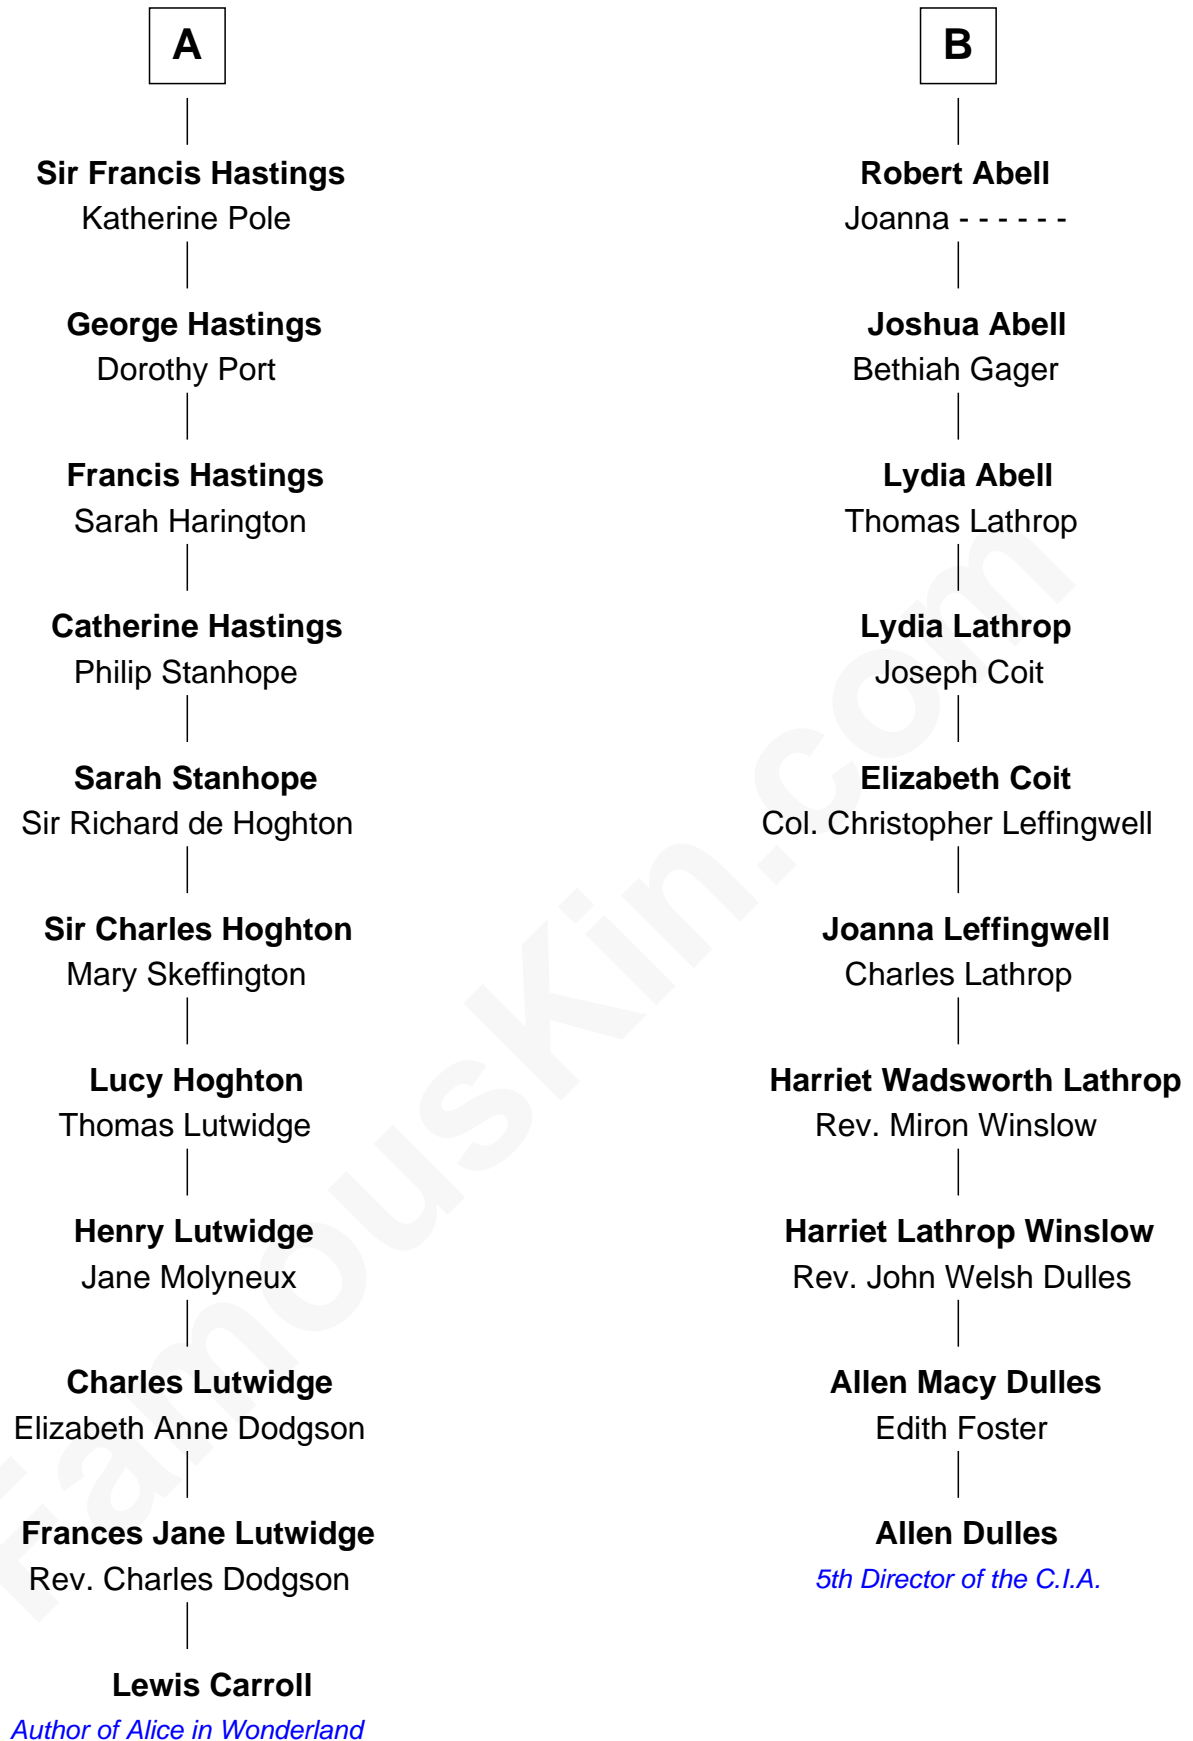 A
Sir Francis Hastings
Katherine Pole
George Hastings
Dorothy Port
Francis Hastings
Sarah Harington
Catherine Hastings
Philip Stanhope
Sarah Stanhope
Sir Richard de Hoghton
Sir Charles Hoghton
Mary Skeffington
Lucy Hoghton
Thomas Lutwidge
Henry Lutwidge
Jane Molyneux
Charles Lutwidge
Elizabeth Anne Dodgson
Frances Jane Lutwidge
Rev. Charles Dodgson
Lewis Carroll
Author of Alice in Wonderland
B
Robert Abell
Joanna - - - - - -
Joshua Abell
Bethiah Gager
Lydia Abell
Thomas Lathrop
Lydia Lathrop
Joseph Coit
Elizabeth Coit
Col. Christopher Leffingwell
Joanna Leffingwell
Charles Lathrop
Harriet Wadsworth Lathrop
Rev. Miron Winslow
Harriet Lathrop Winslow
Rev. John Welsh Dulles
Allen Macy Dulles
Edith Foster
Allen Dulles
5th Director of the C.I.A.
FamousKin.com